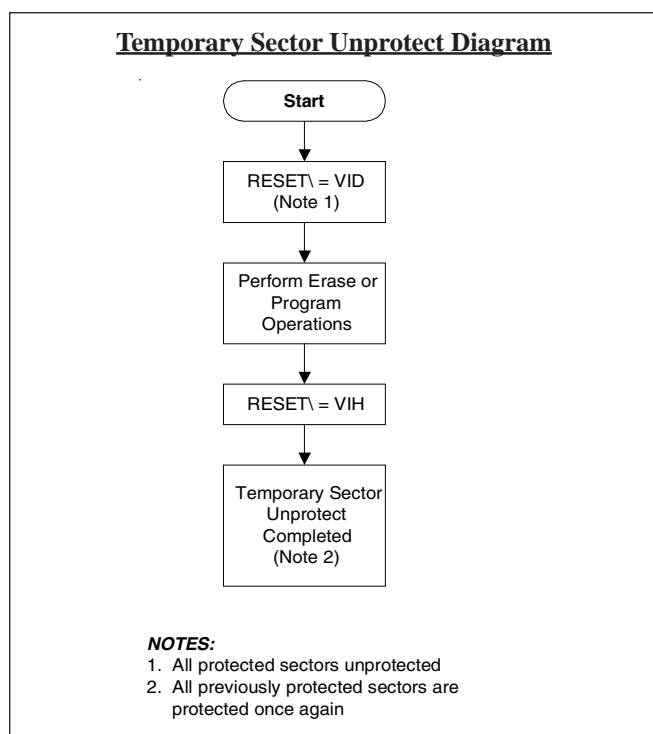 Temporary Sector Unprotect Diagram
Start
RESET\ = VID
(Note 1)
Perform Erase or
Program
Operations
RESET\ = VIH
Temporary Sector
Unprotect
Completed
(Note 2)
NOTES:
1. All protected sectors unprotected
2. All previously protected sectors are
protected once again